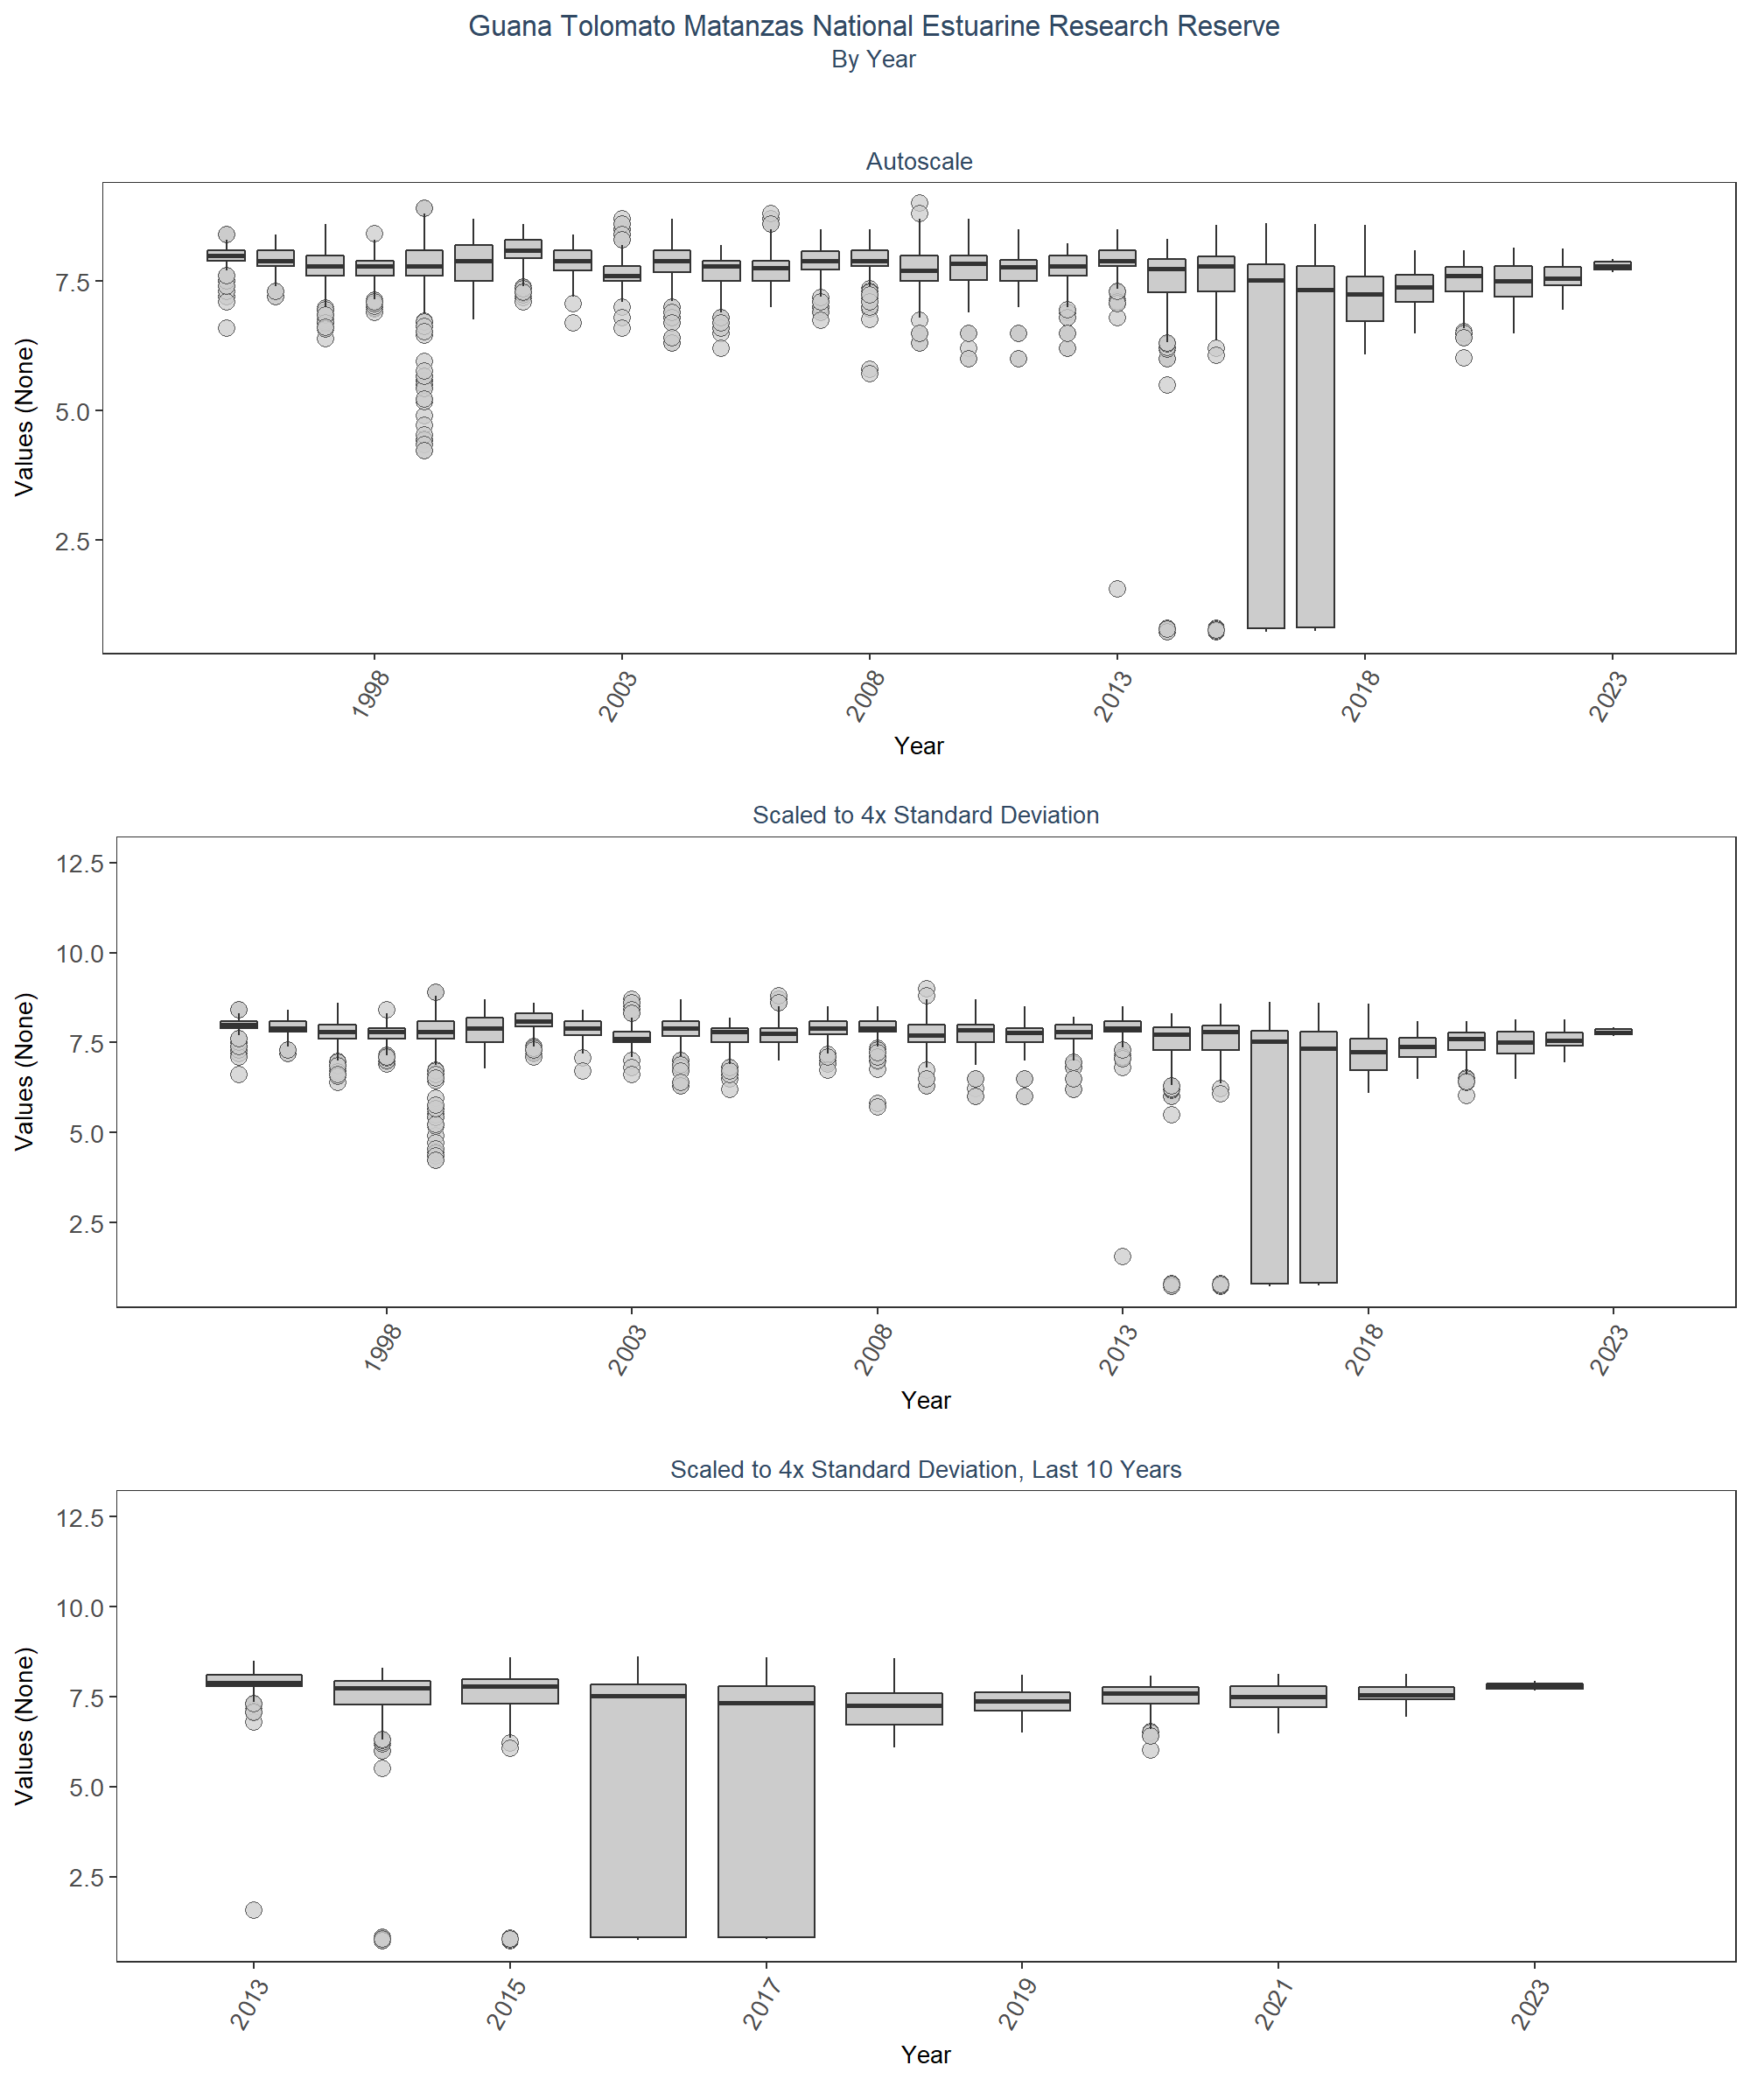 Guana Tolomato Matanzas National Estuarine Research Reserve
By Year
Autoscale
Values (None)
7.5
5.0
2.5
1998
2003
2008
2013
2018
2023
Year
Scaled to 4x Standard Deviation
Values (None)
12.5
10.0
7.5
5.0
2.5
1998
2003
2008
2013
2018
2023
Year
Scaled to 4x Standard Deviation, Last 10 Years
Values (None)
12.5
10.0
7.5
5.0
2.5
2013
2015
2017
2019
2021
2023
Year